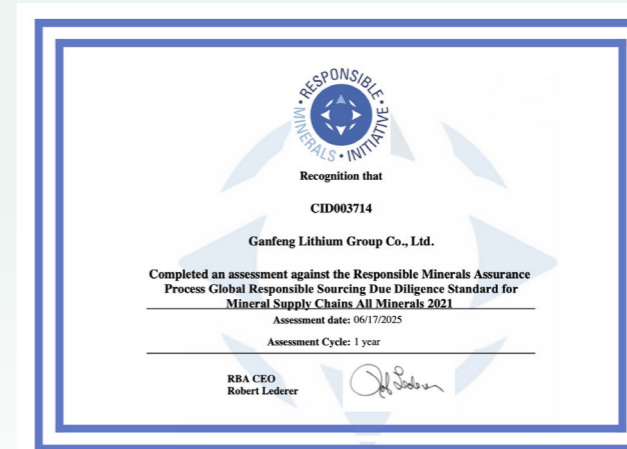 RESPONSIBLE
MINERALS • INITIATIVE
Recognition that
CID003714
Ganfeng Lithium Group Co., Ltd.
Completed an assessment against the Responsible Minerals Assurance
Process Global Responsible Sourcing Due Diligence Standard for
Mineral Supply Chains All Minerals 2021
Assessment date: 06/17/2025
Assessment Cycle: 1 year
RBA CEO
Robert Lederer